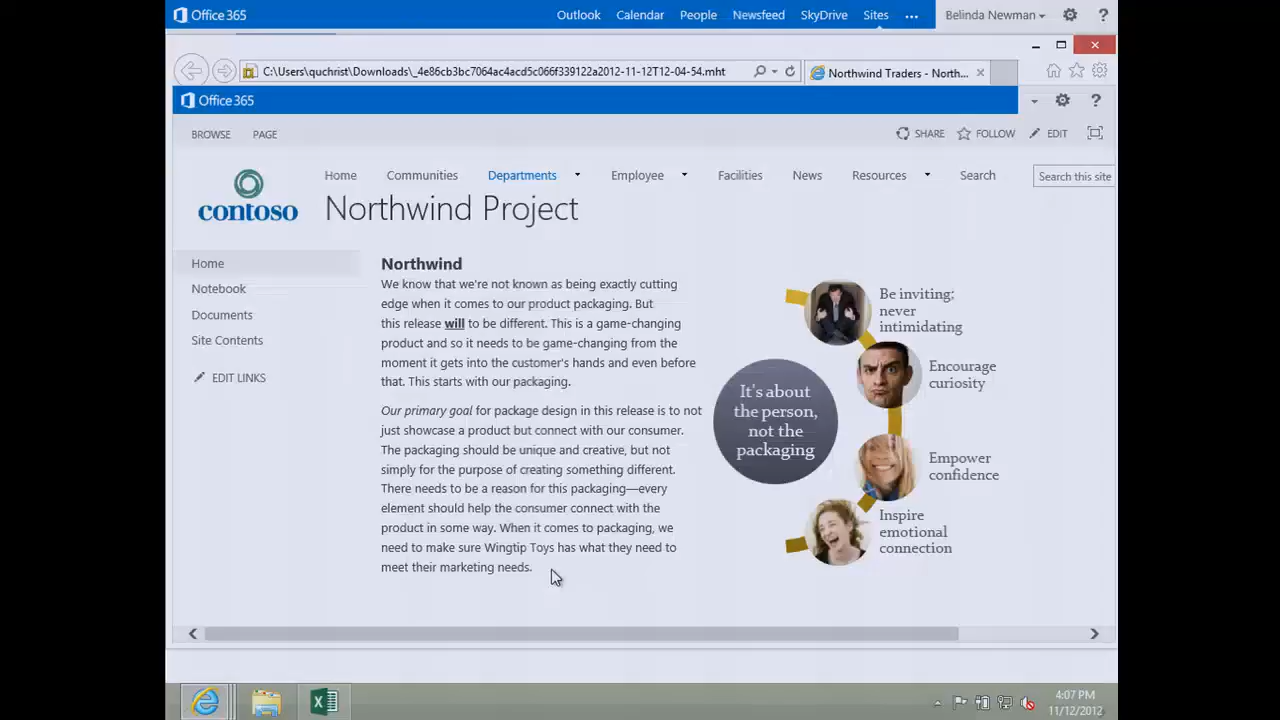 Office 365
Outlook Calendar People Newsfeed SkyDrive Sites ••• Belinda Newman ?
C:\Users\quchrist\Downloads\_4e86cb3bc7064ac4acd5c066f339122a2012-11-12T12-04-54.mht
Northwind Traders - North...
Office 365 ?
BROWSE PAGE SHARE FOLLOW EDIT
contoso
Home Communities Departments Employee Facilities News Resources Search
Search this site
Northwind Project
Home
Notebook
Documents
Site Contents
EDIT LINKS
Northwind
We know that we're not known as being exactly cutting
edge when it comes to our product packaging. But
this release will to be different. This is a game-changing
product and so it needs to be game-changing from the
moment it gets into the customer's hands and even before
that. This starts with our packaging.
Our primary goal for package design in this release is to not
just showcase a product but connect with our consumer.
The packaging should be unique and creative, but not
simply for the purpose of creating something different.
There needs to be a reason for this packaging—every
element should help the consumer connect with the
product in some way. When it comes to packaging, we
need to make sure Wingtip Toys has what they need to
meet their marketing needs.
It's about
the person,
not the
packaging
Be inviting;
never
intimidating
Encourage
curiosity
Empower
confidence
Inspire
emotional
connection
4:07 PM
11/12/2012